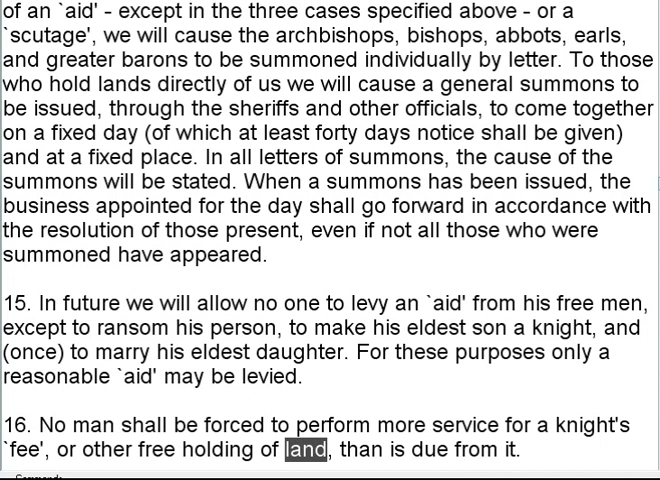 of an `aid' - except in the three cases specified above - or a
`scutage', we will cause the archbishops, bishops, abbots, earls,
and greater barons to be summoned individually by letter. To those
who hold lands directly of us we will cause a general summons to
be issued, through the sheriffs and other officials, to come together
on a fixed day (of which at least forty days notice shall be given)
and at a fixed place. In all letters of summons, the cause of the
summons will be stated. When a summons has been issued, the
business appointed for the day shall go forward in accordance with
the resolution of those present, even if not all those who were
summoned have appeared.
15. In future we will allow no one to levy an `aid' from his free men,
except to ransom his person, to make his eldest son a knight, and
(once) to marry his eldest daughter. For these purposes only a
reasonable `aid' may be levied.
16. No man shall be forced to perform more service for a knight's
`fee', or other free holding of land, than is due from it.